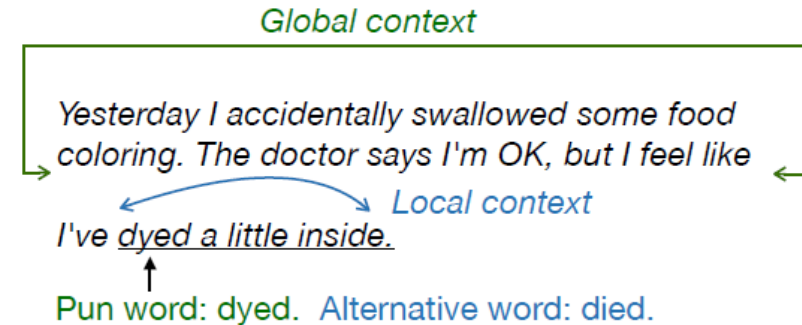 Global context
Yesterday I accidentally swallowed some food
coloring. The doctor says I'm OK, but I feel like
Local context
I've dyed a little inside.
Pun word: dyed. Alternative word: died.